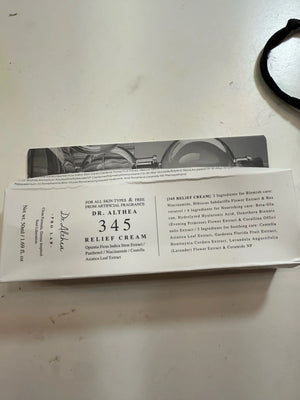 Dr. Althea
- PRO LAB -
Net wt. 50ml / 1.69 fl. oz
FOR ALL SKIN TYPES & FREE
FROM ARTIFICIAL FRAGRANCE
DR. ALTHEA
345
RELIEF CREAM
Opuntia Ficus Indica Stem Extract /
Panthenol / Niacinamide / Centella
Asiatica Leaf Extract
[345 RELIEF CREAM] 3 Ingredients for Blemish care:
Niacinamide, Hibiscus Sabdariffa Flower Extract & Res
veratrol / 4 Ingredients for Nourishing care: Beta-Glu
can, Hydrolyzed Hyaluronic Acid, Oenothera Biennis
(Evening Primrose) Flower Extract & Calendula Offici
nalis Extract / 5 Ingredients for Soothing care: Centella
Asiatica Leaf Extract, Gardenia Florida Fruit Extract,
Houttuynia Cordata Extract, Lavandula Angustifolia
(Lavender) Flower Extract & Ceramide NP